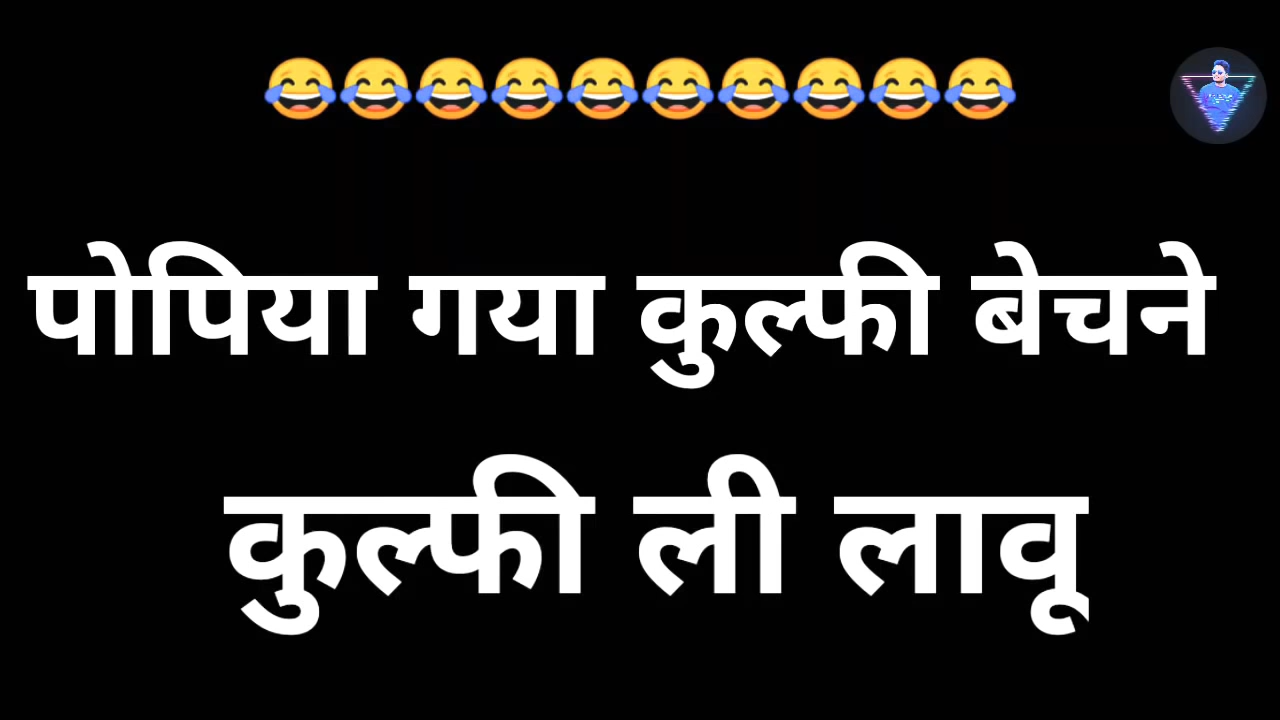 😂😂😂😂😂😂😂😂😂😂
पोपिया गया कुल्फी बेचने
कुल्फी ली लावू